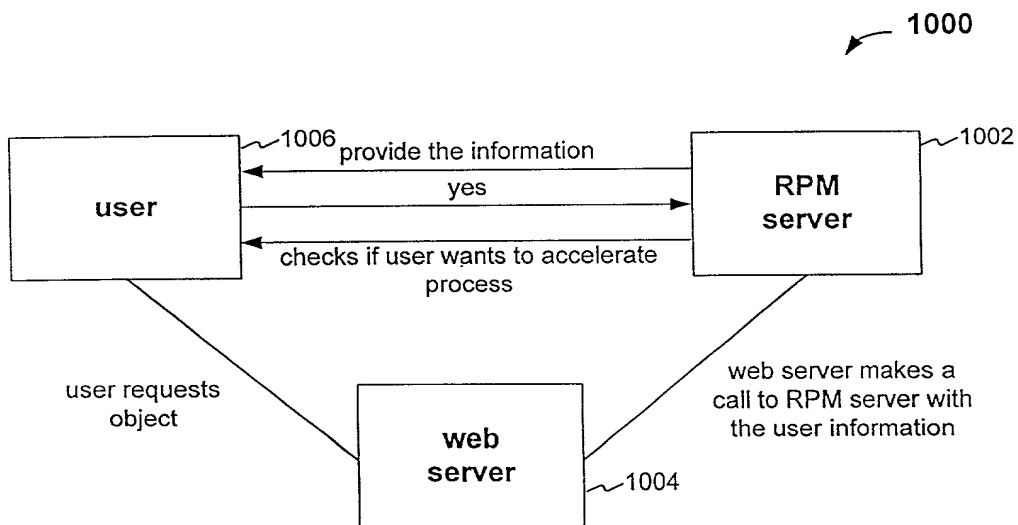 1000
1006
provide the information
1002
yes
user
RPM
server
checks if user wants to accelerate
process
user requests
object
web server makes a
call to RPM server with
the user information
web
server
1004